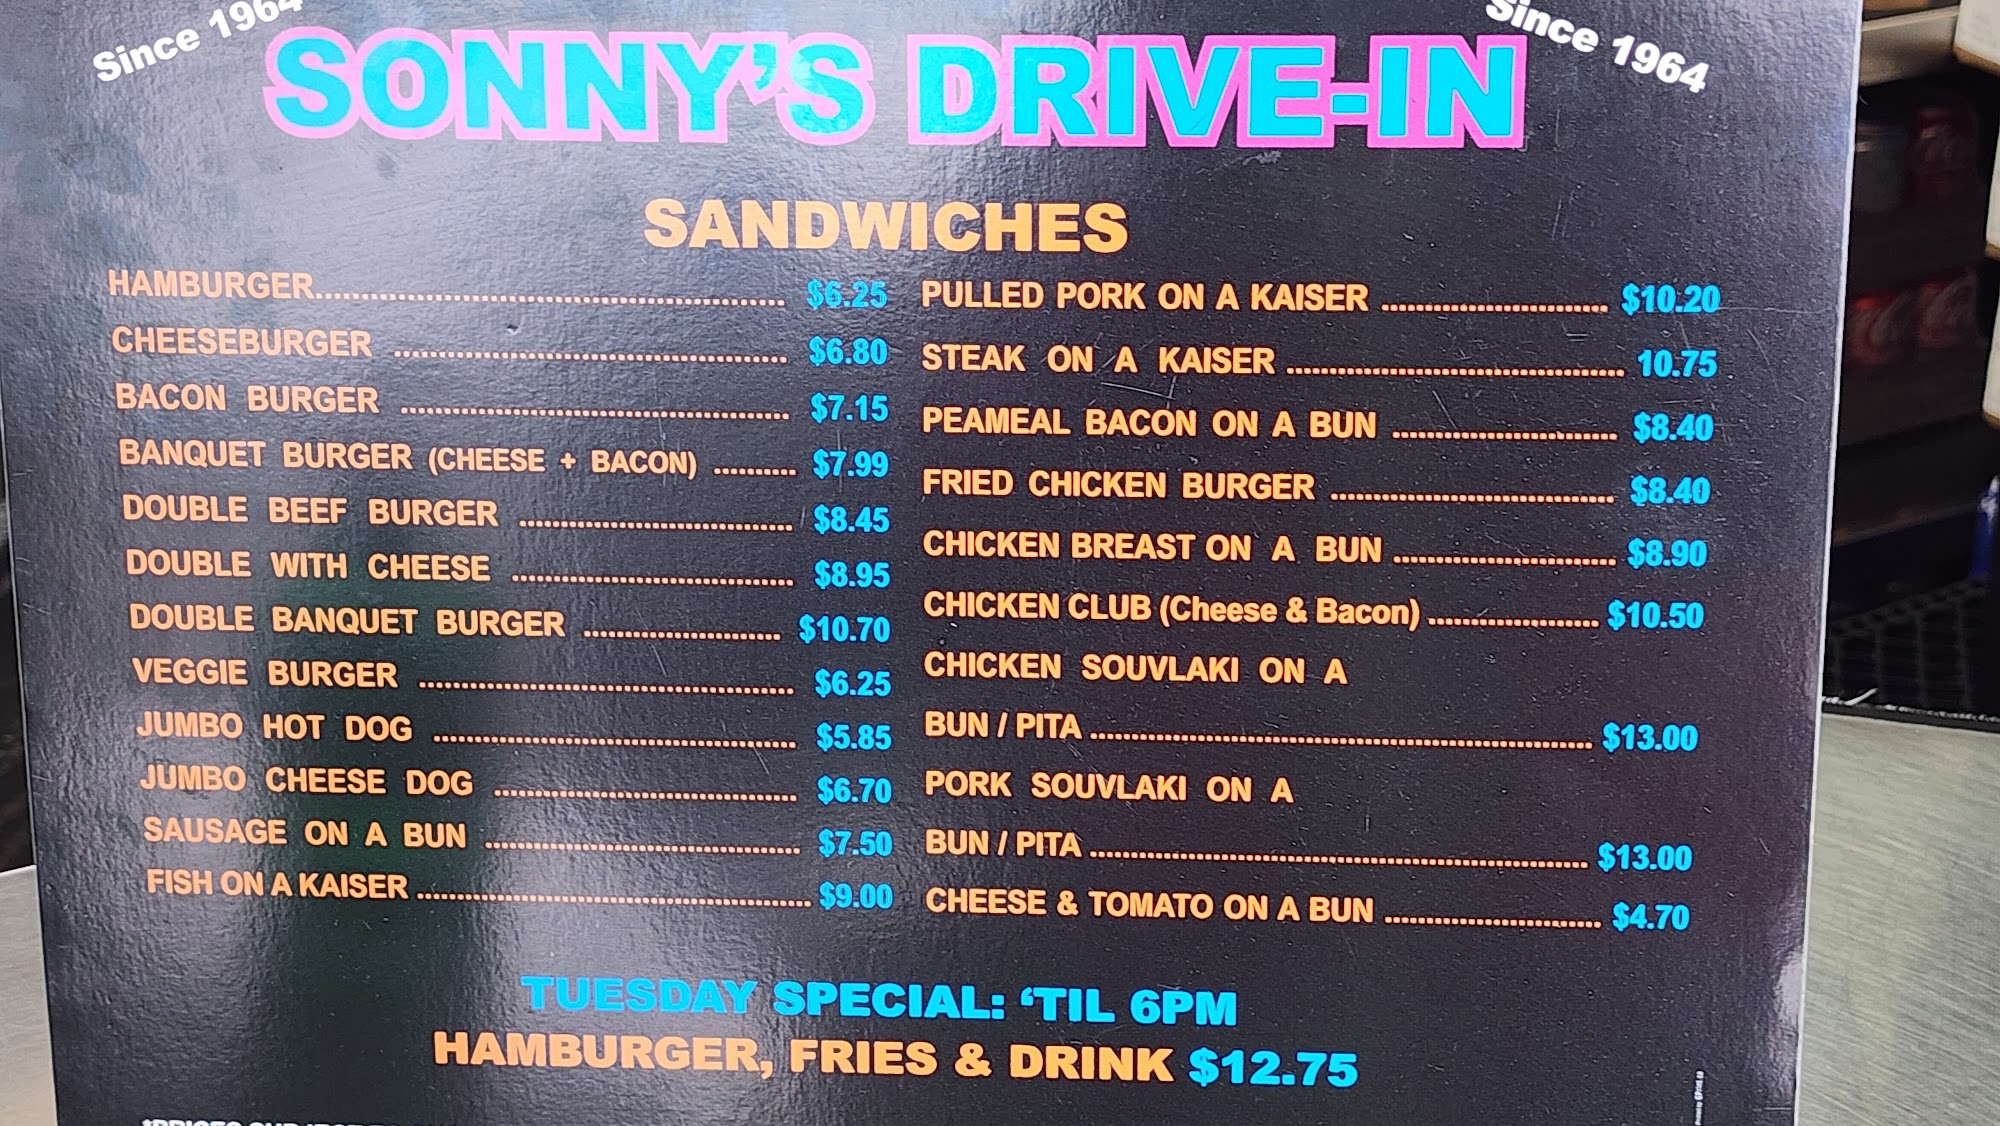 Since 1964
Since 1964
SONNY'S DRIVE-IN
SANDWICHES
HAMBURGER.................... $6.25
CHEESEBURGER .................... $6.80
BACON BURGER .................... $7.15
BANQUET BURGER (CHEESE + BACON) .......... $7.99
DOUBLE BEEF BURGER .................... $8.45
DOUBLE WITH CHEESE .................... $8.95
DOUBLE BANQUET BURGER .................... $10.70
VEGGIE BURGER .................... $6.25
JUMBO HOT DOG .................... $5.85
JUMBO CHEESE DOG .................... $6.70
SAUSAGE ON A BUN .................... $7.50
FISH ON A KAISER .................... $9.00
PULLED PORK ON A KAISER .................... $10.20
STEAK ON A KAISER .................... 10.75
PEAMEAL BACON ON A BUN .................... $8.40
FRIED CHICKEN BURGER .................... $8.40
CHICKEN BREAST ON A BUN .................... $8.90
CHICKEN CLUB (Cheese & Bacon) .................... $10.50
CHICKEN SOUVLAKI ON A
BUN / PITA .................... $13.00
PORK SOUVLAKI ON A
BUN / PITA .................... $13.00
CHEESE & TOMATO ON A BUN .................... $4.70
TUESDAY SPECIAL: 'TIL 6PM
HAMBURGER, FRIES & DRINK $12.75